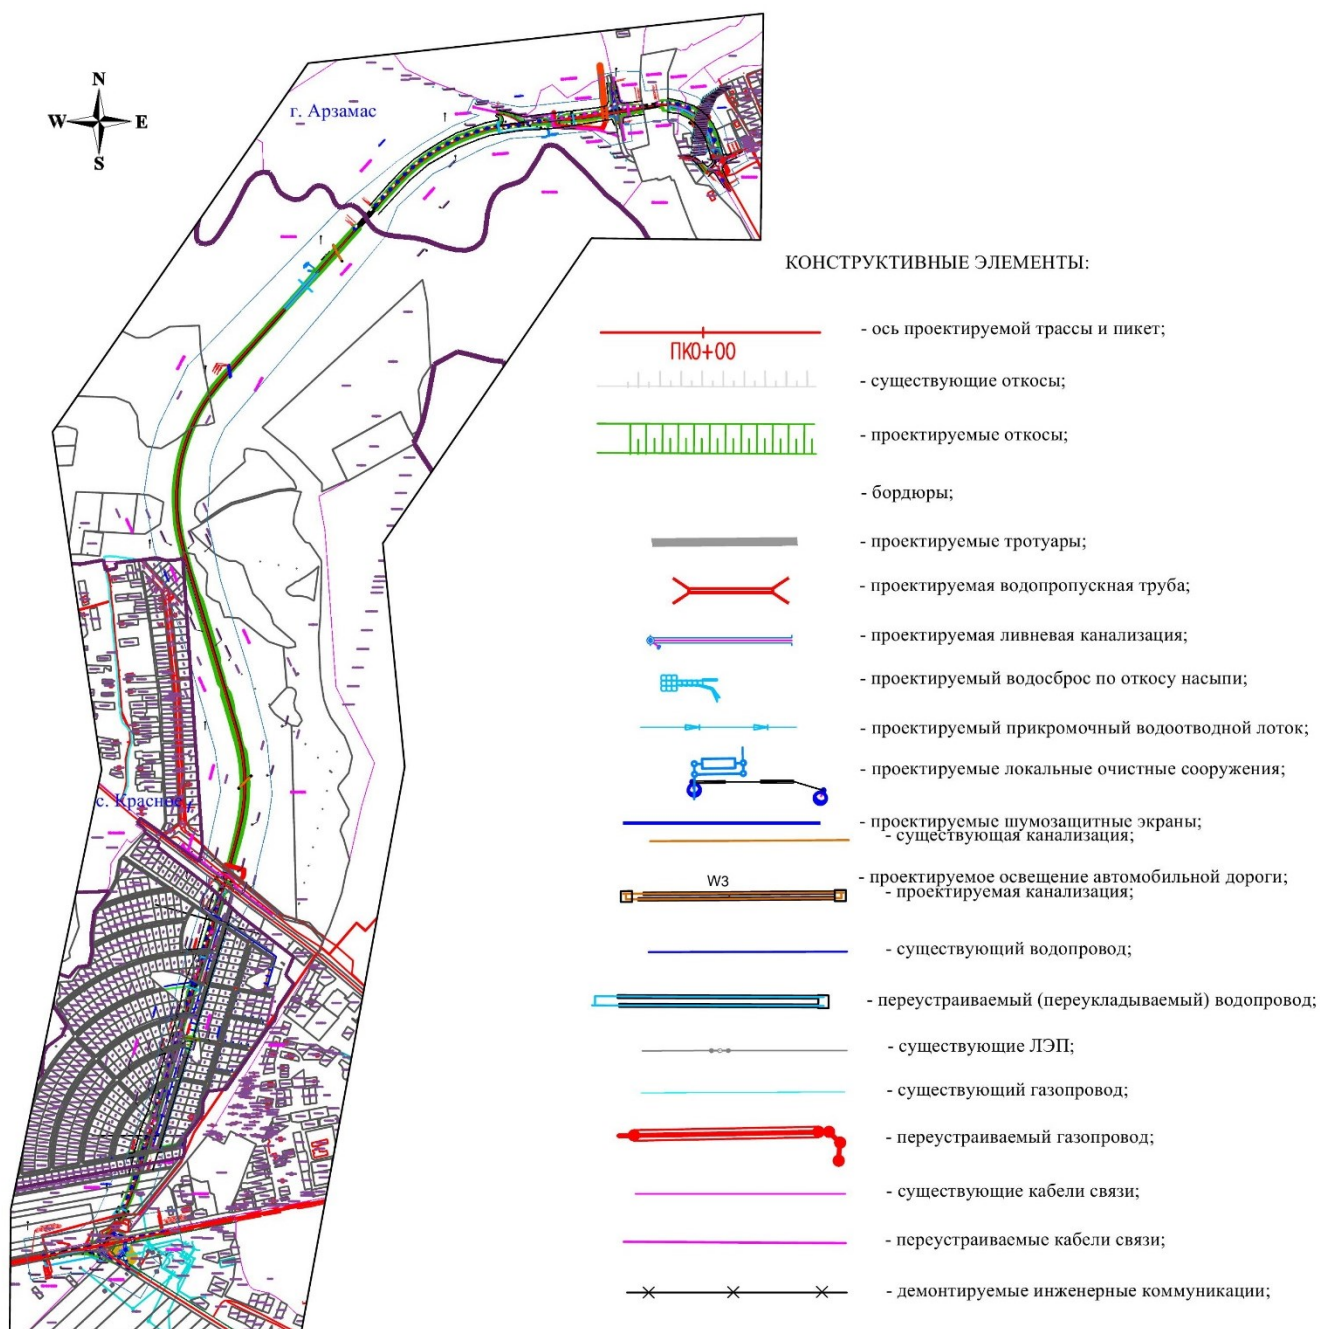 N
W E
S
г. Арзамас
с. Красное
КОНСТРУКТИВНЫЕ ЭЛЕМЕНТЫ:
ПК0+00
- ось проектируемой трассы и пикет;
- существующие откосы;
- проектируемые откосы;
- бордюры;
- проектируемые тротуары;
- проектируемая водопропускная труба;
- проектируемая ливневая канализация;
- проектируемый водосброс по откосу насыпи;
- проектируемый прикромочный водоотводной лоток;
- проектируемые локальные очистные сооружения;
- проектируемые шумозащитные экраны;
- существующая канализация;
- проектируемое освещение автомобильной дороги;
W3
- проектируемая канализация;
- существующий водопровод;
- переустраиваемый (перекладываемый) водопровод;
- существующие ЛЭП;
- существующий газопровод;
- переустраиваемый газопровод;
- существующие кабели связи;
- переустраиваемые кабели связи;
- демонтируемые инженерные коммуникации;